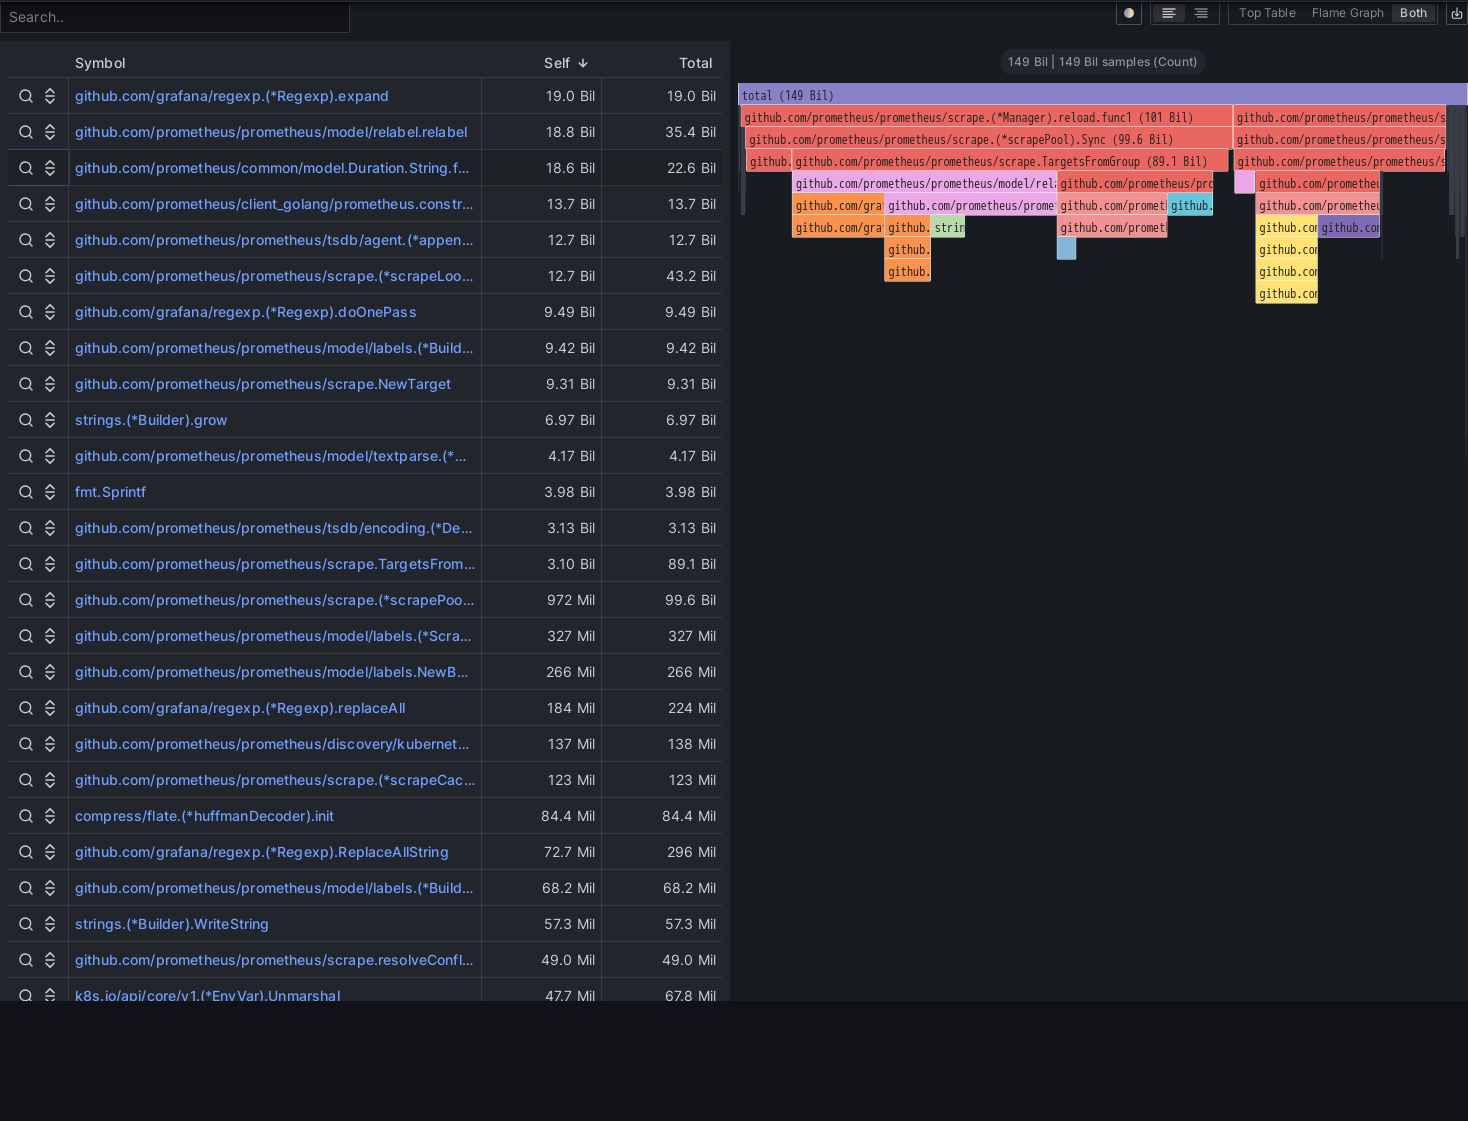 Search..
Top Table Flame Graph Both
Symbol Self Total
github.com/grafana/regexp.(*Regexp).expand 19.0 Bil 19.0 Bil
github.com/prometheus/prometheus/model/relabel.relabel 18.8 Bil 35.4 Bil
github.com/prometheus/common/model.Duration.String.f... 18.6 Bil 22.6 Bil
github.com/prometheus/client_golang/prometheus.constr... 13.7 Bil 13.7 Bil
github.com/prometheus/prometheus/tsdb/agent.(*appen... 12.7 Bil 12.7 Bil
github.com/prometheus/prometheus/scrape.(*scrapeLoo... 12.7 Bil 43.2 Bil
github.com/grafana/regexp.(*Regexp).doOnePass 9.49 Bil 9.49 Bil
github.com/prometheus/prometheus/model/labels.(*Build... 9.42 Bil 9.42 Bil
github.com/prometheus/prometheus/scrape.NewTarget 9.31 Bil 9.31 Bil
strings.(*Builder).grow 6.97 Bil 6.97 Bil
github.com/prometheus/prometheus/model/textparse.(*... 4.17 Bil 4.17 Bil
fmt.Sprintf 3.98 Bil 3.98 Bil
github.com/prometheus/prometheus/tsdb/encoding.(*De... 3.13 Bil 3.13 Bil
github.com/prometheus/prometheus/scrape.TargetsFrom... 3.10 Bil 89.1 Bil
github.com/prometheus/prometheus/scrape.(*scrapePoo... 972 Mil 99.6 Bil
github.com/prometheus/prometheus/model/labels.(*Scra... 327 Mil 327 Mil
github.com/prometheus/prometheus/model/labels.NewB... 266 Mil 266 Mil
github.com/grafana/regexp.(*Regexp).replaceAll 184 Mil 224 Mil
github.com/prometheus/prometheus/discovery/kubernet... 137 Mil 138 Mil
github.com/prometheus/prometheus/scrape.(*scrapeCac... 123 Mil 123 Mil
compress/flate.(*huffmanDecoder).init 84.4 Mil 84.4 Mil
github.com/grafana/regexp.(*Regexp).ReplaceAllString 72.7 Mil 296 Mil
github.com/prometheus/prometheus/model/labels.(*Build... 68.2 Mil 68.2 Mil
strings.(*Builder).WriteString 57.3 Mil 57.3 Mil
github.com/prometheus/prometheus/scrape.resolveConfl... 49.0 Mil 49.0 Mil
k8s.io/api/core/v1.(*EnvVar).Unmarshal 47.7 Mil 67.8 Mil
149 Bil | 149 Bil samples (Count)
total (149 Bil)
github.com/prometheus/prometheus/scrape.(*Manager).reload.func1 (101 Bil) github.com/prometheus/prometheus/s
github.com/prometheus/prometheus/scrape.(*scrapePool).Sync (99.6 Bil) github.com/prometheus/prometheus/s
github. github.com/prometheus/prometheus/scrape.TargetsFromGroup (89.1 Bil) github.com/prometheus/prometheus/s
github.com/prometheus/prometheus/model/rela github.com/prometheus/pro github.com/prometheu
github.com/gra github.com/prometheus/promet github.com/promet github. github.com/prometheu
github.com/gra github. strin github.com/promet github.com github.com
github. github.com
github. github.com
github.com